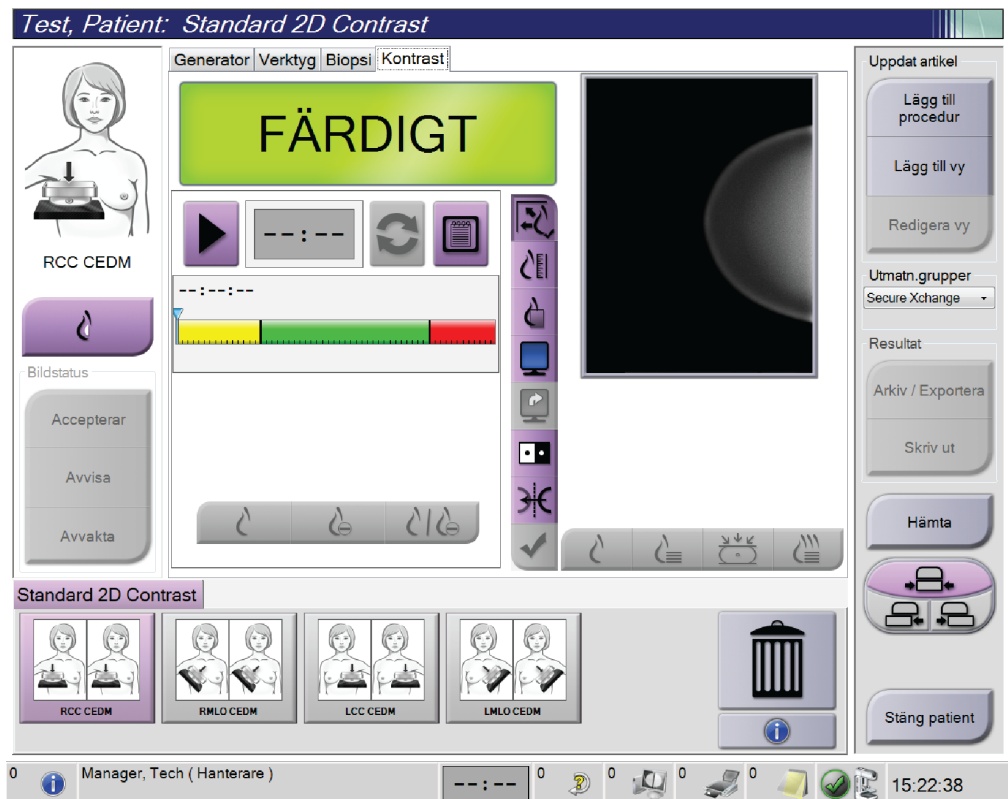 Test, Patient: Standard 2D Contrast
Generator Verktyg Biopsi Kontrast
FÄRDIGT
--:--
--:--:--
RCC CEDM
Bildstatus
Accepterar
Avvisa
Avvakta
Uppdat artikel
Lägg till
procedur
Lägg till vy
Redigera vy
Utmatn.grupper
Secure Xchange
Resultat
Arkiv / Exportera
Skriv ut
Hämta
Stäng patient
Standard 2D Contrast
RCC CEDM
RMLO CEDM
LCC CEDM
LMLO CEDM
0 Manager, Tech ( Hanterare ) --:-- 0 0 0 0 15:22:38